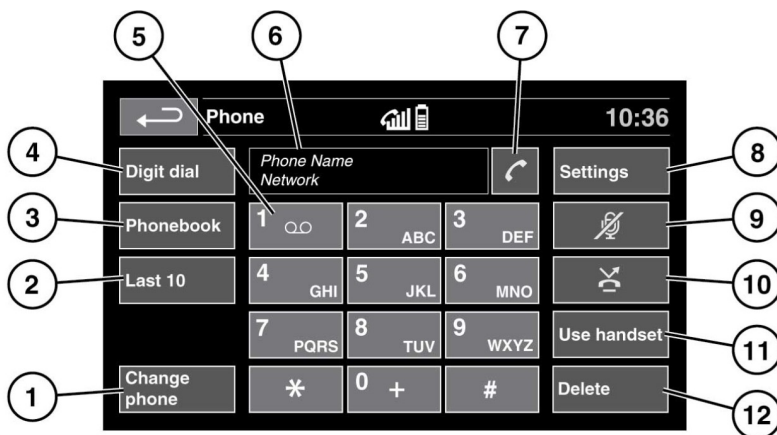 5
6
7
Phone
10:36
4
Digit dial
Phone Name
Network
Settings
8
3
Phonebook
1
2 ABC
3 DEF
9
2
Last 10
4 GHI
5 JKL
6 MNO
10
7 PQRS
8 TUV
9 WXYZ
Use handset
11
1
Change
phone
*
0 +
#
Delete
12